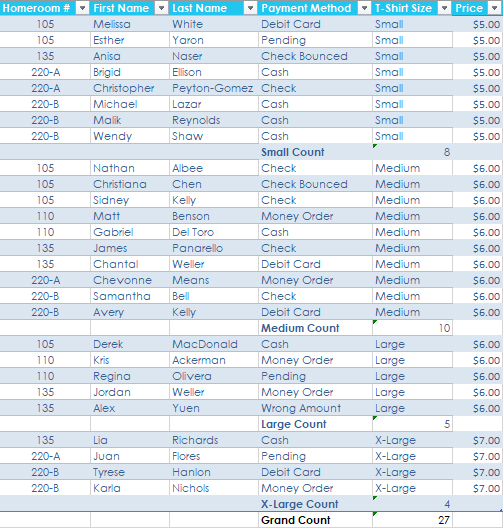 Homeroom # First Name Last Name Payment Method T-Shirt Size Price
105 Melissa White Debit Card Small $5.00
105 Esther Yaron Pending Small $5.00
135 Anisa Naser Check Bounced Small $5.00
220-A Brigid Ellison Cash Small $5.00
220-A Christopher Peyton-Gomez Check Small $5.00
220-B Michael Lazar Cash Small $5.00
220-B Malik Reynolds Cash Small $5.00
220-B Wendy Shaw Cash Small $5.00
Small Count 8
105 Nathan Albee Check Medium $6.00
105 Christiana Chen Check Bounced Medium $6.00
105 Sidney Kelly Check Medium $6.00
110 Matt Benson Money Order Medium $6.00
110 Gabriel Del Toro Cash Medium $6.00
135 James Panarello Check Medium $6.00
135 Chantal Weller Debit Card Medium $6.00
220-A Chevonne Means Money Order Medium $6.00
220-B Samantha Bell Check Medium $6.00
220-B Avery Kelly Debit Card Medium $6.00
Medium Count 10
105 Derek MacDonald Cash Large $6.00
110 Kris Ackerman Money Order Large $6.00
110 Regina Olivera Pending Large $6.00
135 Jordan Weller Money Order Large $6.00
135 Alex Yuen Wrong Amount Large $6.00
Large Count 5
135 Lia Richards Cash X-Large $7.00
220-A Juan Flores Pending X-Large $7.00
220-B Tyrese Hanlon Debit Card X-Large $7.00
220-B Karla Nichols Money Order X-Large $7.00
X-Large Count 4
Grand Count 27